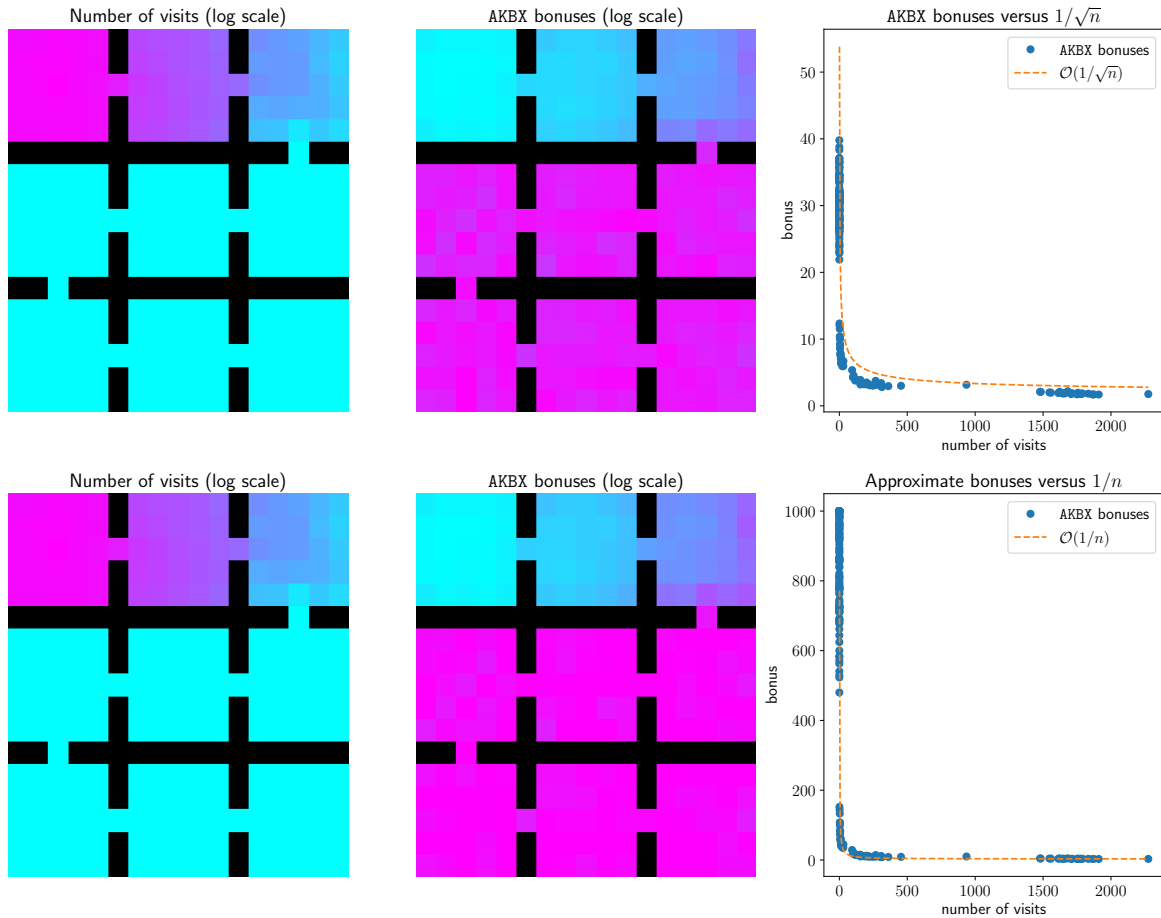 Number of visits (log scale)
AKBX bonuses (log scale)
AKBX bonuses versus 1/√n
AKBX bonuses
O(1/√n)
50
40
30
20
10
0
bonus
0
500
1000
1500
2000
number of visits
Number of visits (log scale)
AKBX bonuses (log scale)
Approximate bonuses versus 1/n
AKBX bonuses
O(1/n)
1000
800
600
400
200
0
bonus
0
500
1000
1500
2000
number of visits